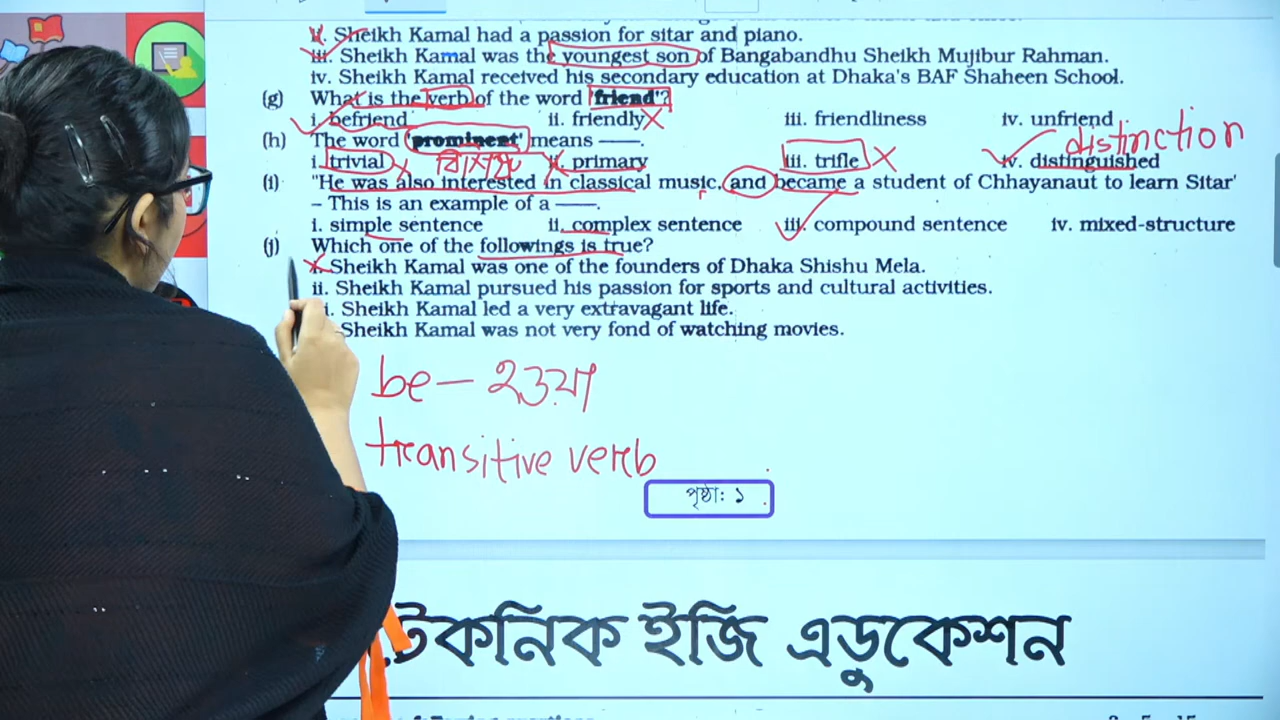 ii. Sheikh Kamal had a passion for sitar and piano.
iii. Sheikh Kamal was the youngest son of Bangabandhu Sheikh Mujibur Rahman.
iv. Sheikh Kamal received his secondary education at Dhaka's BAF Shaheen School.
(g) What is the verb of the word 'friend'?
i. befriend ii. friendly iii. friendliness iv. unfriend
distinction
(h) The word 'prominent' means ——.
i. trivial ii. primary iii. trifle iv. distinguished
(i) "He was also interested in classical music, and became a student of Chhayanaut to learn Sitar'
– This is an example of a ——.
i. simple sentence ii. complex sentence iii. compound sentence iv. mixed-structure
(j) Which one of the followings is true?
i. Sheikh Kamal was one of the founders of Dhaka Shishu Mela.
ii. Sheikh Kamal pursued his passion for sports and cultural activities.
i. Sheikh Kamal led a very extravagant life.
Sheikh Kamal was not very fond of watching movies.
be — হওয়া
transitive verb
পৃষ্ঠা: ১
টেকনিক ইজি এডুকেশন